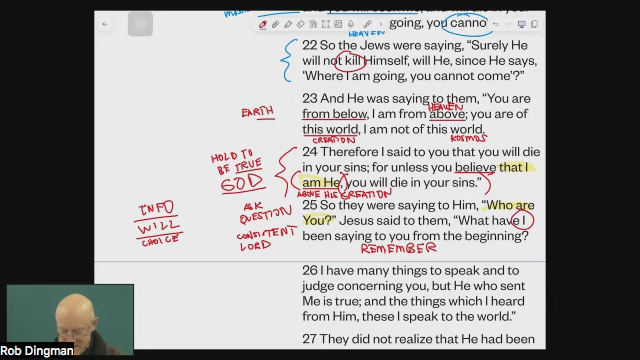 going, you canno
HEAVEN
22 So the Jews were saying, “Surely He
will not kill Himself, will He, since He says,
‘Where I am going, you cannot come’?”
23 And He was saying to them, “You are
EARTH
from below, I am from above; you are of
HEAVEN
this world, I am not of this world.
CREATION
KOSMOS
24 Therefore I said to you that you will die
HOLD TO
BE TRUE
GOD
in your sins; for unless you believe that I
am He, you will die in your sins.”
ABOVE HIS CREATION
25 So they were saying to Him, “Who are
You?” Jesus said to them, “What have I
been saying to you from the beginning?
INFO
WILL
CHOICE
ASK
QUESTION
CONSISTENT
LORD
REMEMBER
26 I have many things to speak and to
judge concerning you, but He who sent
Me is true; and the things which I heard
from Him, these I speak to the world.”
27 They did not realize that He had been
Rob Dingman